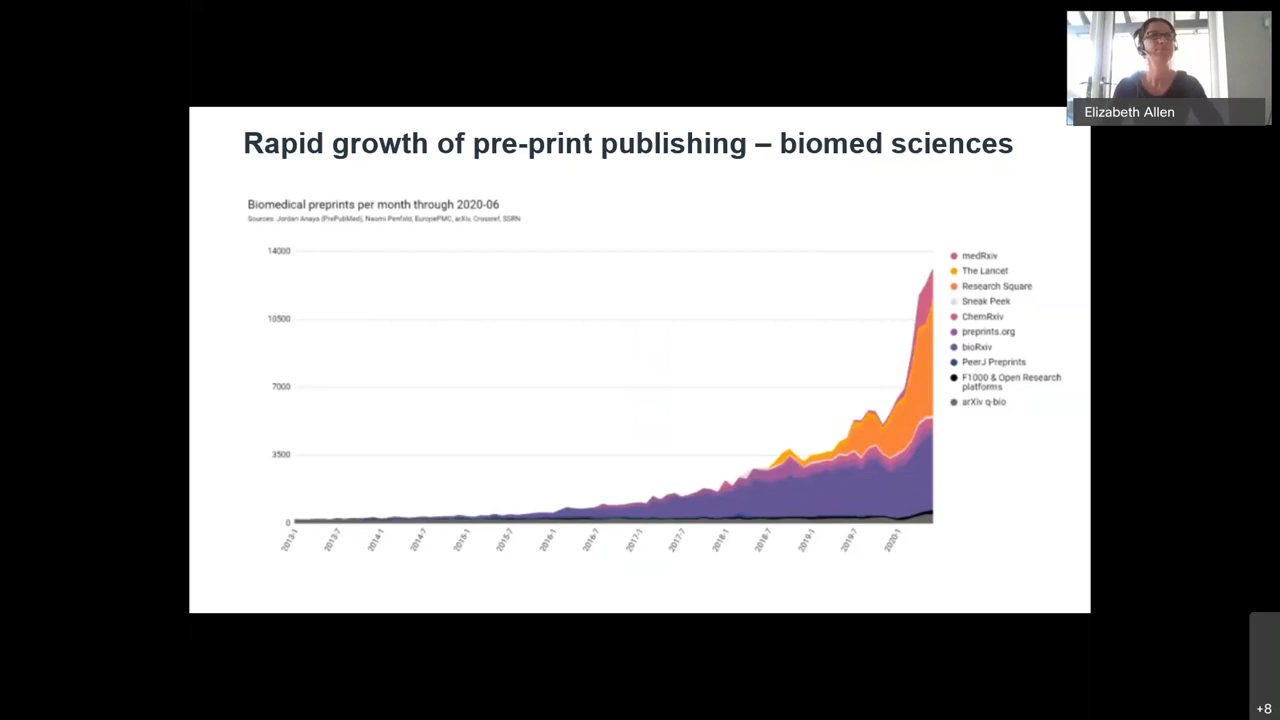 Elizabeth Allen
Rapid growth of pre-print publishing – biomed sciences
Biomedical preprints per month through 2020-06
Sources: Jordan Anaya (PrePubMed), Naomi Penfold, EuropePMC, arXiv, Crossref, SSRN
14000
10500
7000
3500
0
2013-1
2013-7
2014-1
2014-7
2015-1
2015-7
2016-1
2016-7
2017-1
2017-7
2018-1
2018-7
2019-1
2019-7
2020-1
medRxiv
The Lancet
Research Square
Sneak Peek
ChemRxiv
preprints.org
bioRxiv
PeerJ Preprints
F1000 & Open Research
platforms
arXiv q-bio
+8